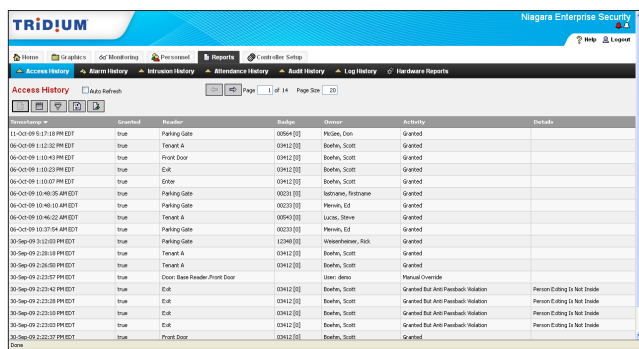 TRIDIUM
Niagara Enterprise Security
Help Logout
Home Graphics Monitoring Personnel Reports Controller Setup
Access History Alarm History Intrusion History Attendance History Audit History Log History Hardware Reports
Access History Auto Refresh Page 1 of 14 Page Size 20
Timestamp Granted Reader Badge Owner Activity Details
11-Oct-09 5:17:18 PM EDT true Parking Gate 00564 [0] McGee, Don Granted
06-Oct-09 1:12:32 PM EDT true Tenant A 03412 [0] Boehn, Scott Granted
06-Oct-09 1:10:43 PM EDT true Front Door 03412 [0] Boehn, Scott Granted
06-Oct-09 1:10:23 PM EDT true Exit 03412 [0] Boehn, Scott Granted
06-Oct-09 1:10:07 PM EDT true Enter 03412 [0] Boehn, Scott Granted
06-Oct-09 10:48:35 AM EDT true Parking Gate 00231 [0] lastname, firstname Granted
06-Oct-09 10:48:10 AM EDT true Parking Gate 00233 [0] Merwin, Ed Granted
06-Oct-09 10:46:22 AM EDT true Tenant A 00543 [0] Lucas, Steve Granted
06-Oct-09 10:37:54 AM EDT true Parking Gate 00233 [0] Merwin, Ed Granted
30-Sep-09 3:12:03 PM EDT true Parking Gate 12348 [0] Weisenheimer, Rick Granted
30-Sep-09 2:28:18 PM EDT true Tenant A 03412 [0] Boehn, Scott Granted
30-Sep-09 2:26:50 PM EDT true Tenant A 03412 [0] Boehn, Scott Granted
30-Sep-09 2:23:57 PM EDT true Door: Base Reader.Front Door User: demo Manual Override
30-Sep-09 2:23:42 PM EDT true Exit 03412 [0] Boehn, Scott Granted But Anti Passback Violation Person Exiting Is Not Inside
30-Sep-09 2:23:28 PM EDT true Exit 03412 [0] Boehn, Scott Granted But Anti Passback Violation Person Exiting Is Not Inside
30-Sep-09 2:23:10 PM EDT true Exit 03412 [0] Boehn, Scott Granted But Anti Passback Violation Person Exiting Is Not Inside
30-Sep-09 2:23:03 PM EDT true Exit 03412 [0] Boehn, Scott Granted But Anti Passback Violation Person Exiting Is Not Inside
30-Sep-09 2:22:37 PM EDT true Front Door 03412 [0] Boehn, Scott Granted
Done